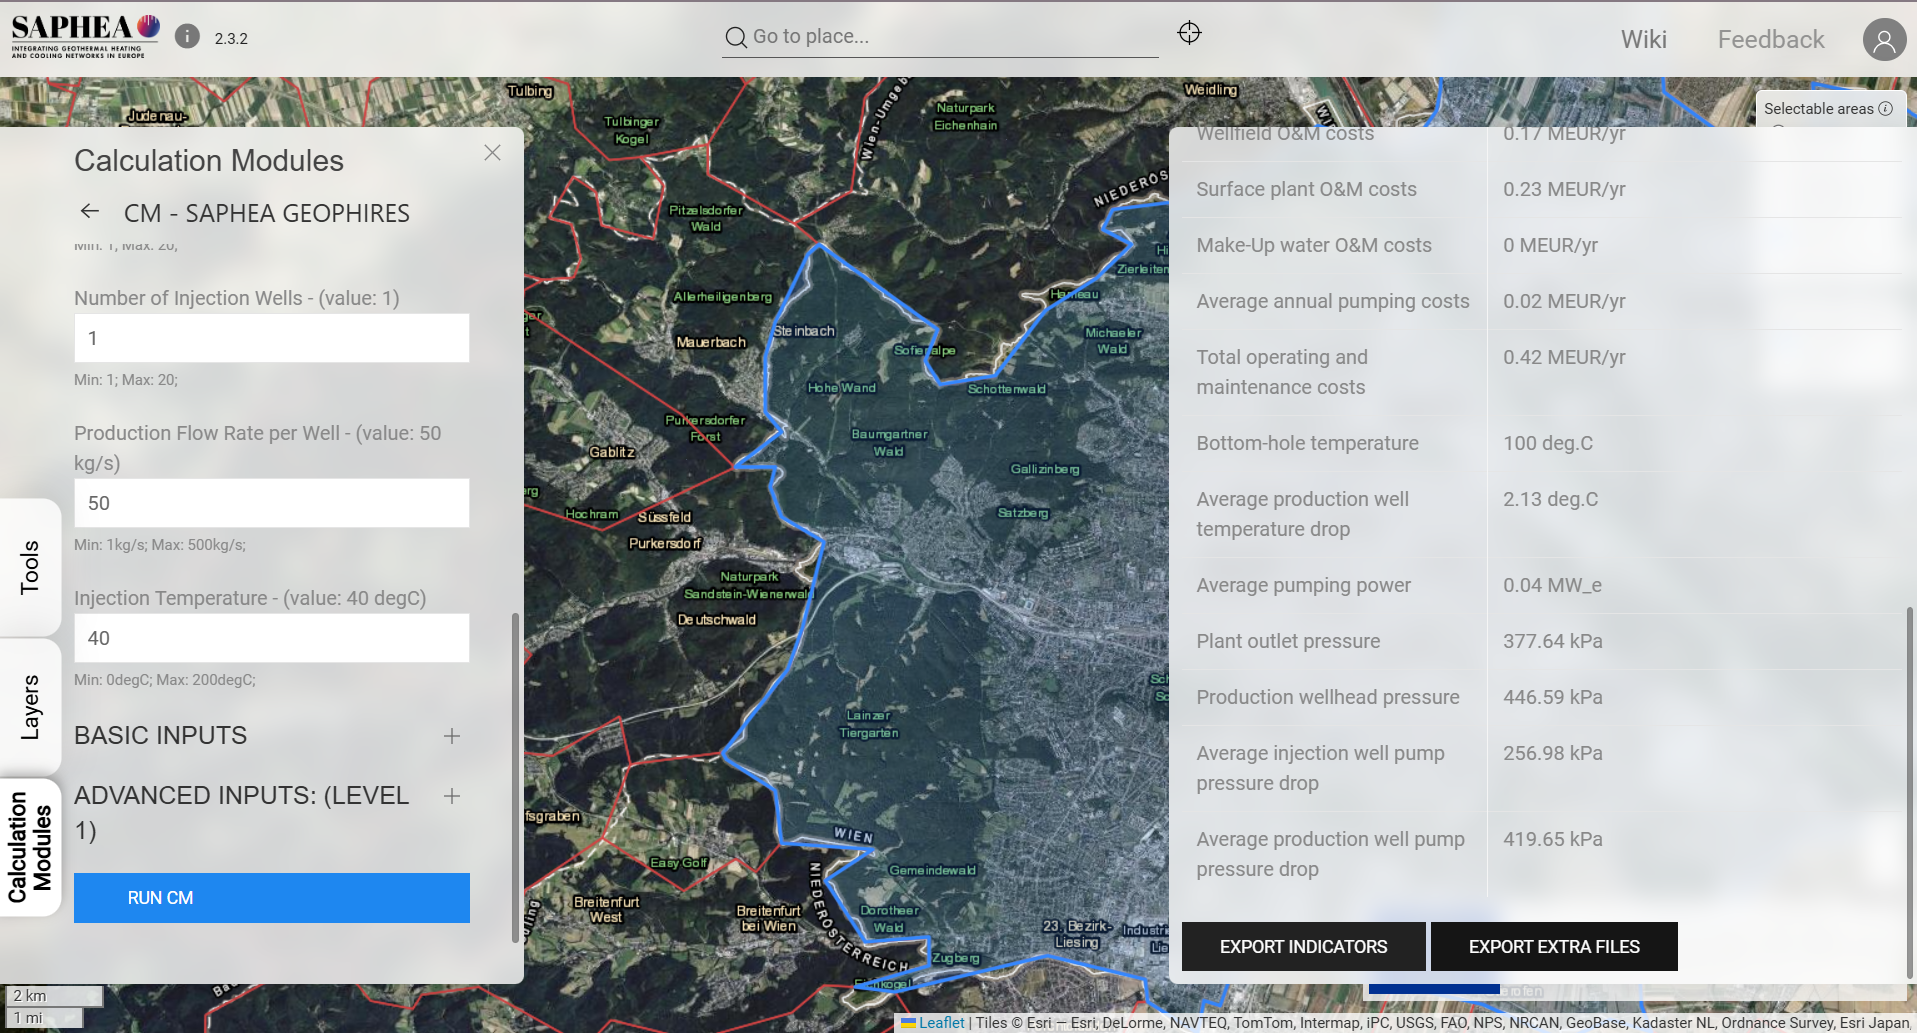 SAPHEA
INTEGRATING GEOTHERMAL HEATING
AND COOLING NETWORKS IN EUROPE
i
2.3.2
Go to place...
Wiki
Feedback
Calculation Modules
CM - SAPHEA GEOPHIRES
Min: 1; Max: 20;
Number of Injection Wells - (value: 1)
1
Min: 1; Max: 20;
Production Flow Rate per Well - (value: 50
kg/s)
50
Min: 1kg/s; Max: 500kg/s;
Injection Temperature - (value: 40 degC)
40
Min: 0degC; Max: 200degC;
BASIC INPUTS
ADVANCED INPUTS: (LEVEL
1)
RUN CM
Tools
Layers
Calculation
Modules
2 km
1 mi
Judenau-
Tulbing
Tulbinger
Kogel
Wien-Umgeb
Naturpark
Eichenhain
Weidling
Pitzelsdorfer
Wald
NIEDERÖS
Zierleiten
Allerheiligenberg
Hameau
Steinbach
Mauerbach
Sofienalpe
Michaeler
Wald
Hohe Wand
Schottenwald
Purkersdorfer
Forst
Baumgartner
Wald
Gablitz
Gallizinberg
Hochram
Süssfeld
Satzberg
Purkersdorf
Naturpark
Sandstein-Wienerwald
Deutschwald
Lainzer
Tiergarten
fsgraben
WIEN
Easy Golf
Gemeindewald
NIEDERÖSTERREICH
Breitenfurt
West
Breitenfurt
bei Wien
Dorotheer
Wald
23. Bezirk-
Liesing
Industri
Lie
Zugberg
Eichkogel
Selectable areas
Wellfield O&M costs 0.17 MEUR/yr
Surface plant O&M costs 0.23 MEUR/yr
Make-Up water O&M costs 0 MEUR/yr
Average annual pumping costs 0.02 MEUR/yr
Total operating and
maintenance costs 0.42 MEUR/yr
Bottom-hole temperature 100 deg.C
Average production well
temperature drop 2.13 deg.C
Average pumping power 0.04 MW_e
Plant outlet pressure 377.64 kPa
Production wellhead pressure 446.59 kPa
Average injection well pump
pressure drop 256.98 kPa
Average production well pump
pressure drop 419.65 kPa
EXPORT INDICATORS
EXPORT EXTRA FILES
Leaflet | Tiles © Esri — Esri, DeLorme, NAVTEQ, TomTom, Intermap, iPC, USGS, FAO, NPS, NRCAN, GeoBase, Kadaster NL, Ordnance Survey, Esri Japan